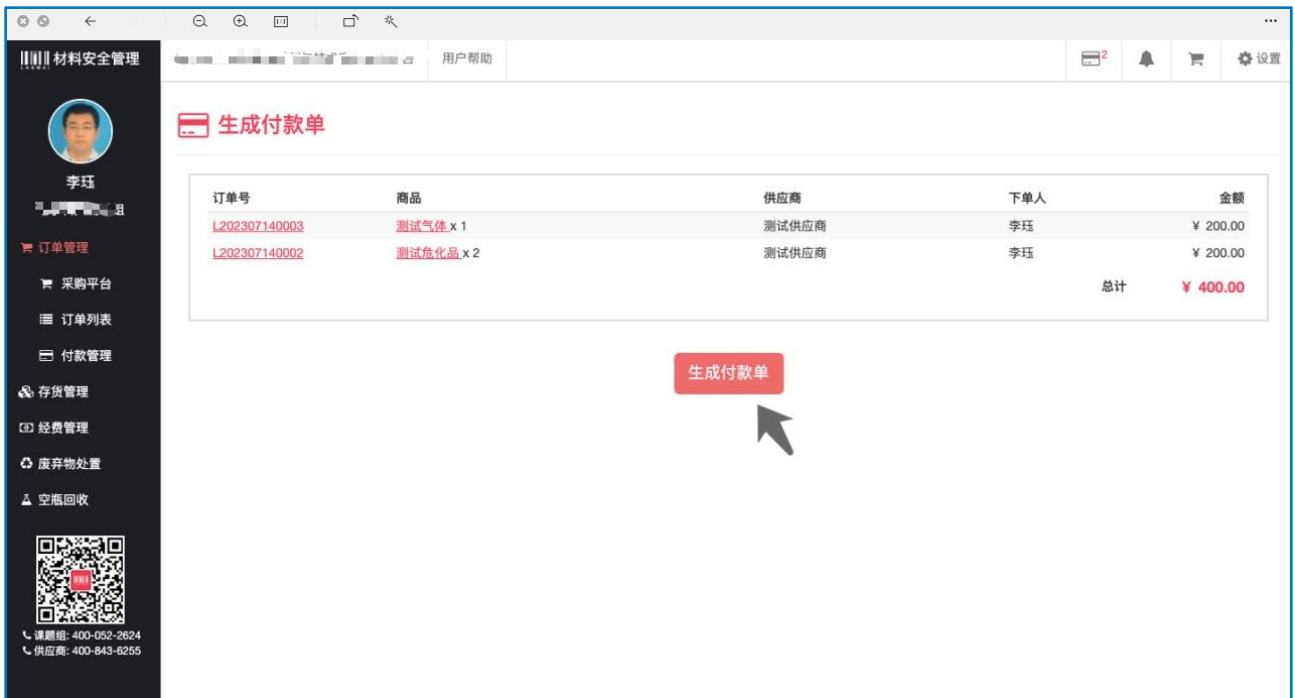 材料安全管理
用户帮助
2
设置
李珏
组
订单管理
采购平台
订单列表
付款管理
存货管理
经费管理
废弃物处置
空瓶回收
课题组: 400-052-2624
供应商: 400-843-6255
生成付款单
订单号 商品 供应商 下单人 金额
L202307140003 测试气体 x 1 测试供应商 李珏 ¥ 200.00
L202307140002 测试危化品 x 2 测试供应商 李珏 ¥ 200.00
总计 ¥ 400.00
生成付款单